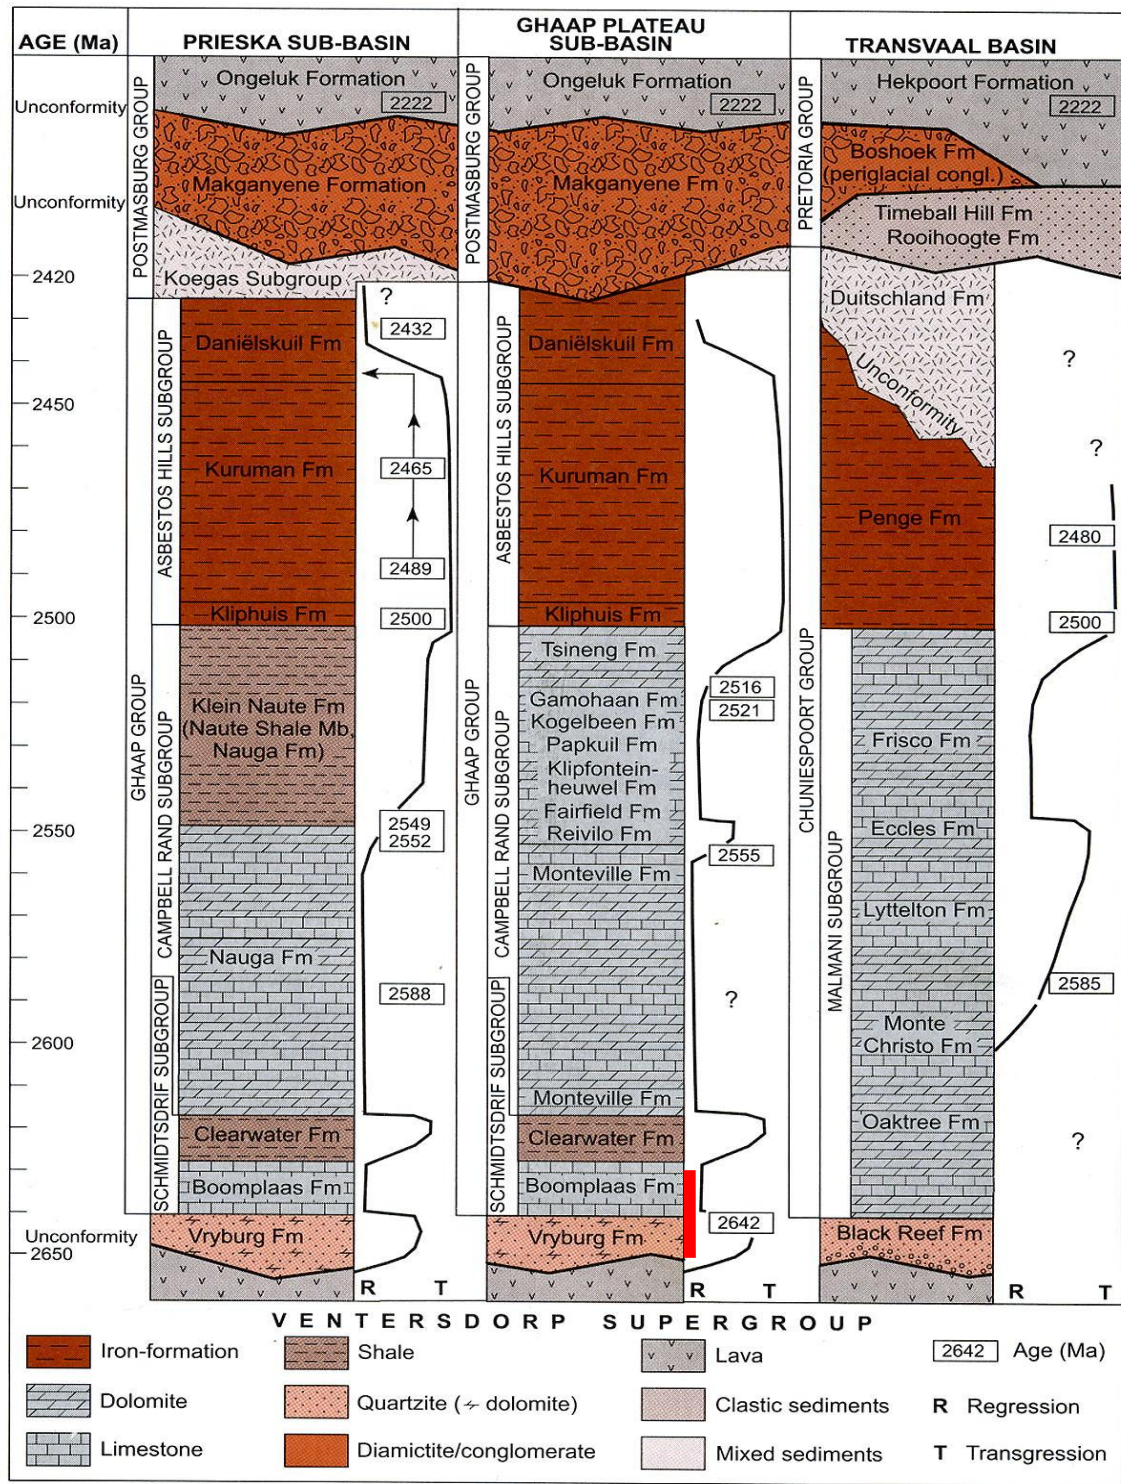 AGE (Ma)
PRIESKA SUB-BASIN
GHAAP PLATEAU
SUB-BASIN
TRANSVAAL BASIN
Unconformity
Unconformity
2420
2450
2500
2550
2600
Unconformity
2650
POSTMASBURG GROUP
GHAAP GROUP
ASBESTOS HILLS SUBGROUP
CAMPBELL RAND SUBGROUP
SCHMIDTSDRIF SUBGROUP
Ongeluk Formation
2222
Makganyene Formation
Koegas Subgroup
?
Daniëlskuil Fm
2432
Kuruman Fm
2465
2489
Kliphuis Fm
2500
Klein Naute Fm
(Naute Shale Mb,
Nauga Fm)
2549
2552
Nauga Fm
2588
Clearwater Fm
Boomplaas Fm
Vryburg Fm
R T
POSTMASBURG GROUP
GHAAP GROUP
ASBESTOS HILLS SUBGROUP
CAMPBELL RAND SUBGROUP
SCHMIDTSDRIF SUBGROUP
Ongeluk Formation
2222
Makganyene Fm
Daniëlskuil Fm
Kuruman Fm
Kliphuis Fm
Tsineng Fm
Gamohaan Fm
2516
Kogelbeen Fm
2521
Papkuil Fm
Klipfontein-
heuwel Fm
Fairfield Fm
Reivilo Fm
2555
Monteville Fm
?
Monteville Fm
Clearwater Fm
Boomplaas Fm
2642
Vryburg Fm
R T
PRETORIA GROUP
CHUNIESPOORT GROUP
MALMANI SUBGROUP
Hekpoort Formation
2222
Boshoek Fm
(periglacial congl.)
Timeball Hill Fm
Rooihoogte Fm
Duitschland Fm
?
Unconformity
?
Penge Fm
2480
2500
Frisco Fm
Eccles Fm
Lyttelton Fm
2585
Monte
Christo Fm
Oaktree Fm
?
Black Reef Fm
R T
VENTERSDORP SUPERGROUP
Iron-formation
Shale
Lava
2642 Age (Ma)
Dolomite
Quartzite (dolomite)
Clastic sediments
R Regression
Limestone
Diamictite/conglomerate
Mixed sediments
T Transgression